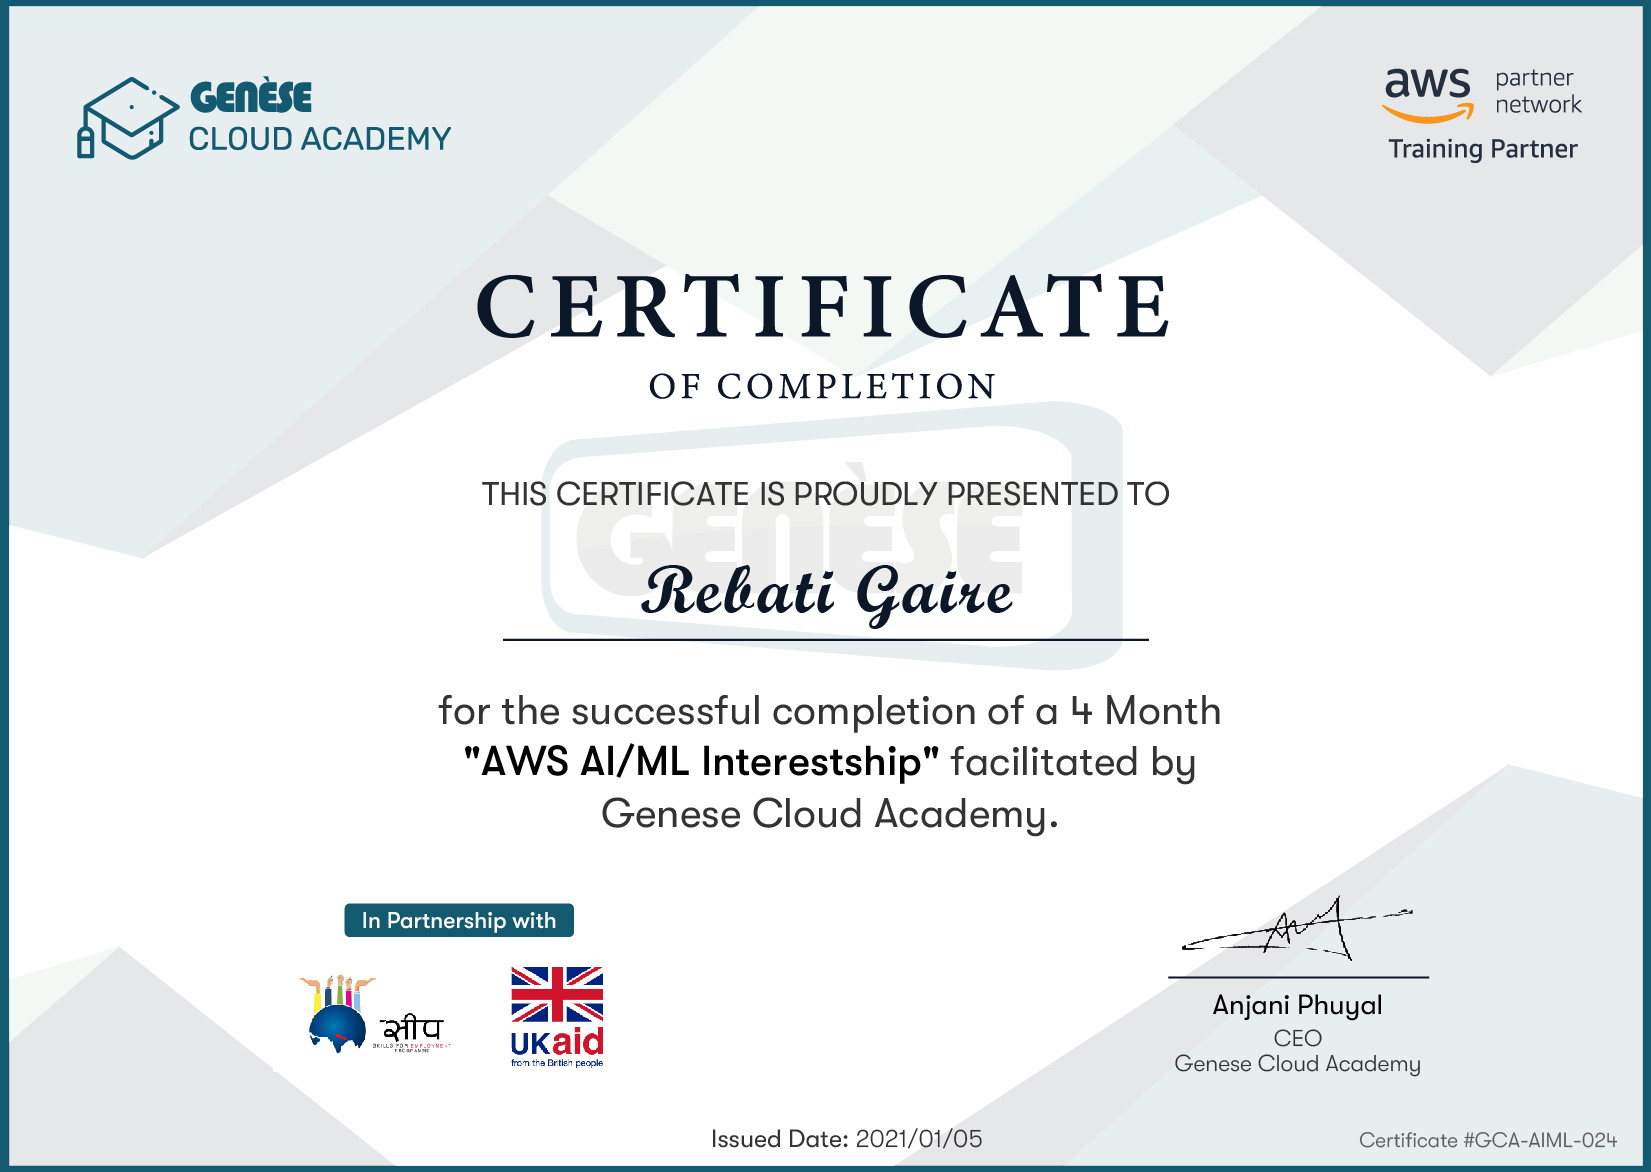 GENÈSE
CLOUD ACADEMY
aws partner network
Training Partner
CERTIFICATE
OF COMPLETION
THIS CERTIFICATE IS PROUDLY PRESENTED TO
GENÈSE
Rebati Gaire
for the successful completion of a 4 Month
"AWS AI/ML Interestship" facilitated by
Genese Cloud Academy.
In Partnership with
सीप
SKILLS FOR EMPLOYMENT
PROGRAMME
UKaid
from the British people
Anjani Phuyal
CEO
Genese Cloud Academy
Issued Date: 2021/01/05
Certificate #GCA-AIML-024